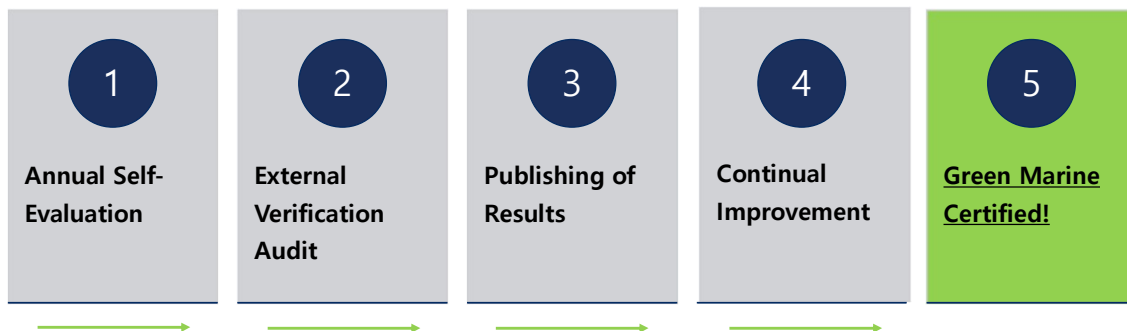 1
Annual Self-
Evaluation
2
External
Verification
Audit
3
Publishing of
Results
4
Continual
Improvement
5
Green Marine
Certified!